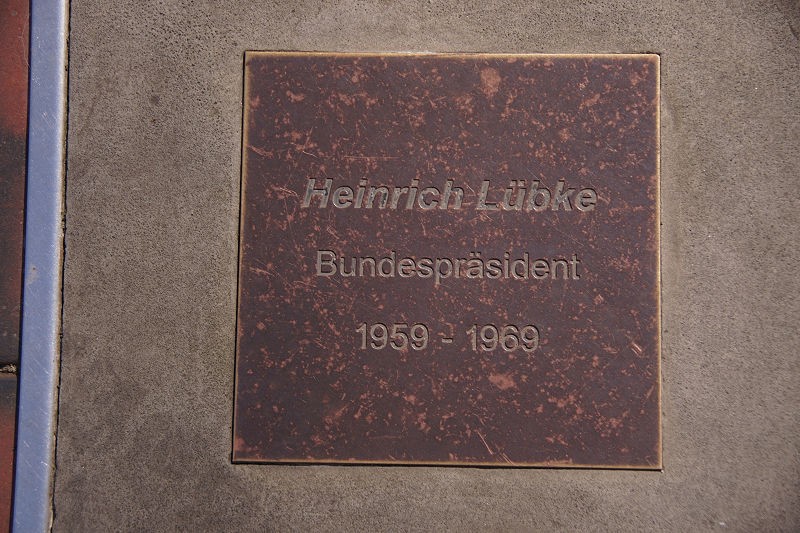 Heinrich Lübke
Bundespräsident
1959 - 1969